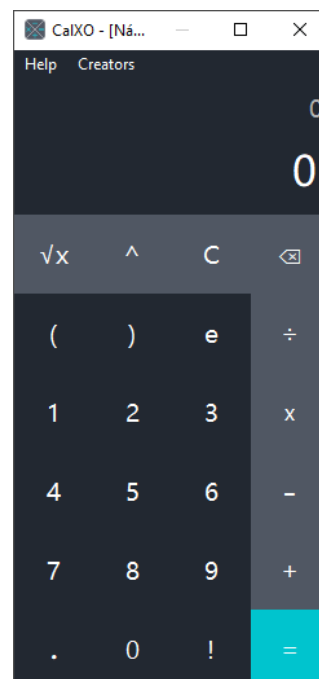 CalXO - [Ná...
Help Creators
0
0
√x ^ C
( ) e ÷
1 2 3 x
4 5 6 -
7 8 9 +
. 0 ! =